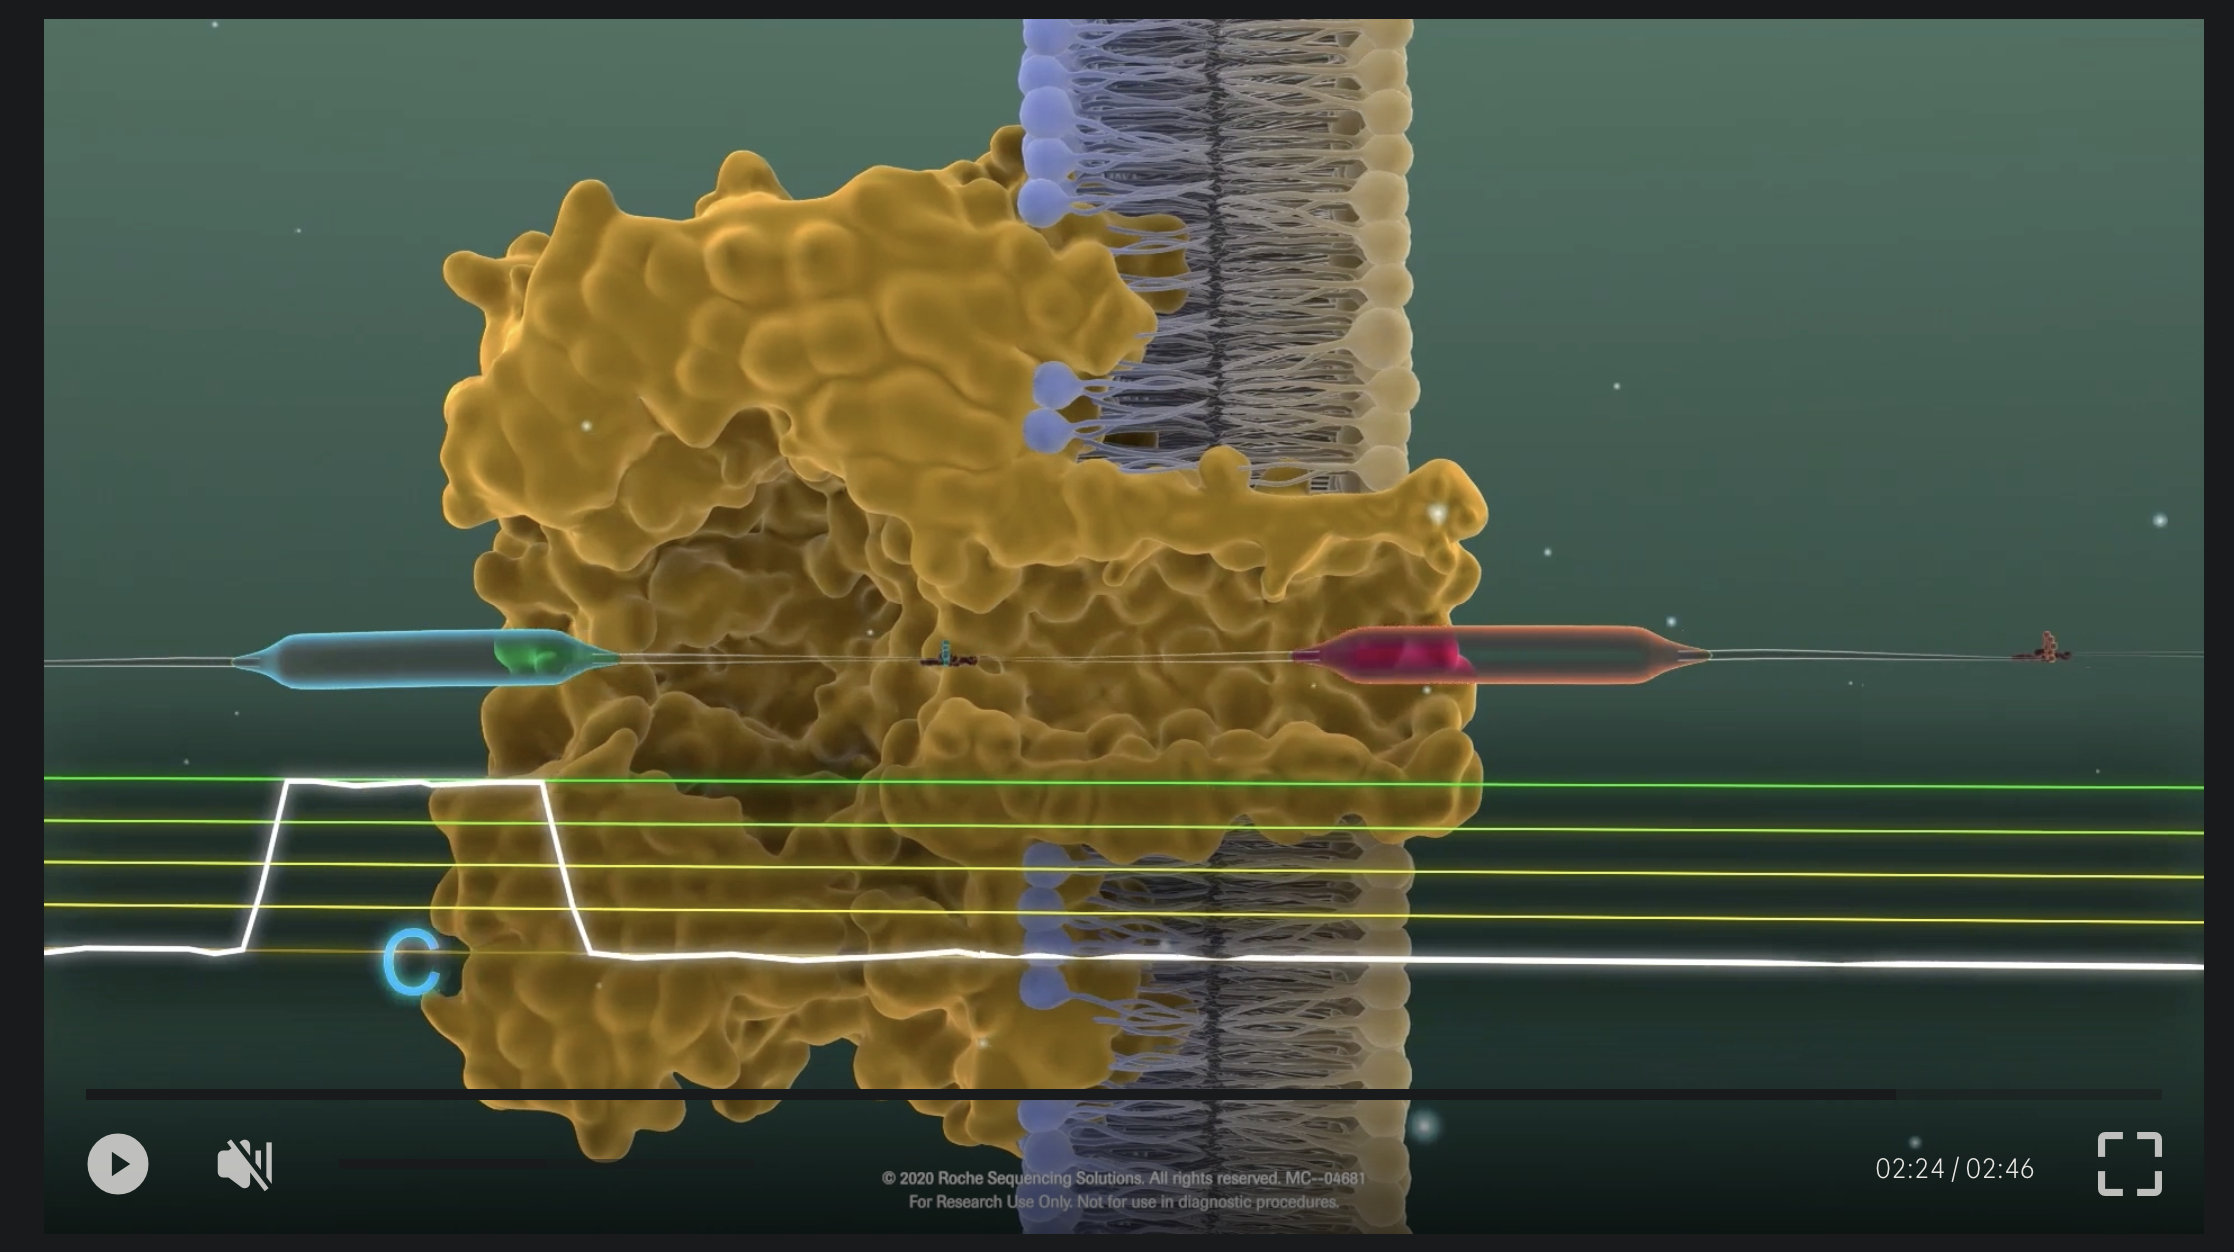 C
© 2020 Roche Sequencing Solutions. All rights reserved. MC--04681
02:24 / 02:46
For Research Use Only. Not for use in diagnostic procedures.